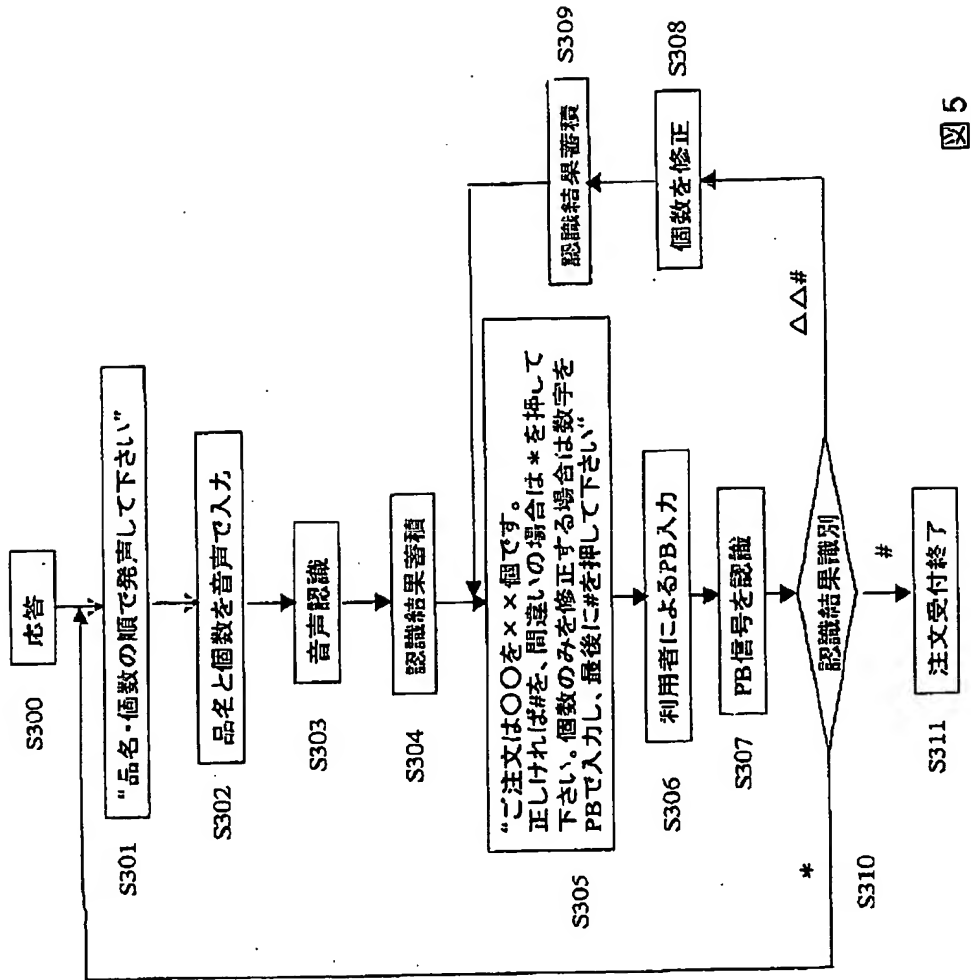 応答
S300
“品名・個数の順で発声して下さい”
S301
品名と個数を音声で入力
S302
音声認識
S303
認識結果蓄積
S304
“ご注文は〇〇を××個です。
正しければ#を、間違いの場合は*を押して
下さい。個数のみを修正する場合は数字を
PBで入力し、最後に#を押して下さい”
S305
利用者によるPB入力
S306
PB信号を認識
S307
認識結果識別
S310
*
#
△△#
個数を修正
S308
認識結果蓄積
S309
注文受付終了
S311
図5